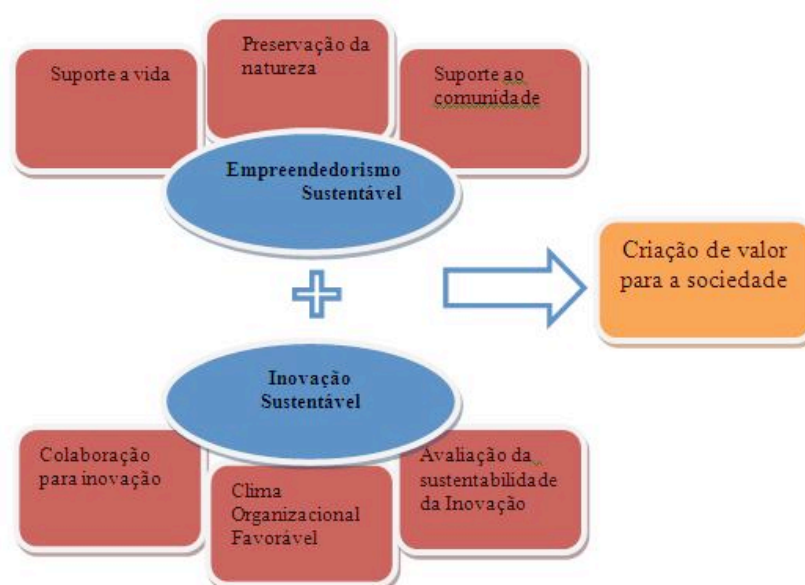 Suporte a vida
Preservação da
natureza
Suporte ao
comunidade
Empreendedorismo
Sustentável
Criação de valor
para a sociedade
Inovação
Sustentável
Colaboração
para inovação
Clima
Organizacional
Favorável
Avaliação da
sustentabilidade
da Inovação